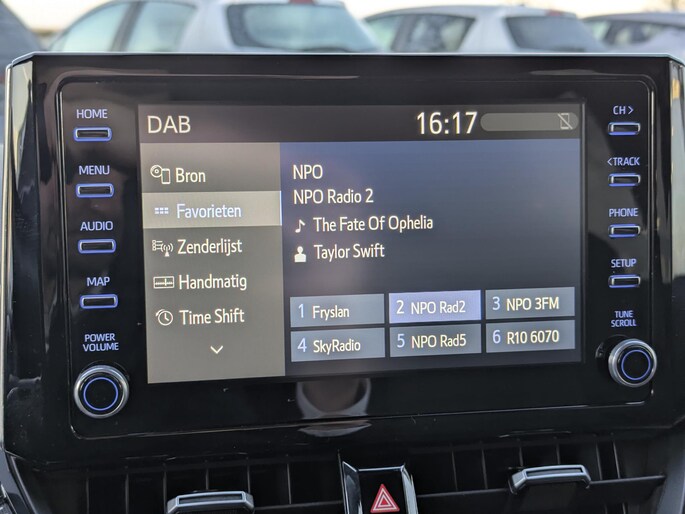 HOME
MENU
AUDIO
MAP
POWER
VOLUME
DAB
16:17
Bron
Favorieten
Zenderlijst
Handmatig
Time Shift
NPO
NPO Radio 2
The Fate Of Ophelia
Taylor Swift
1 Fryslan
2 NPO Rad2
3 NPO 3FM
4 SkyRadio
5 NPO Rad5
6 R10 6070
CH >
< TRACK
PHONE
SETUP
TUNE
SCROLL